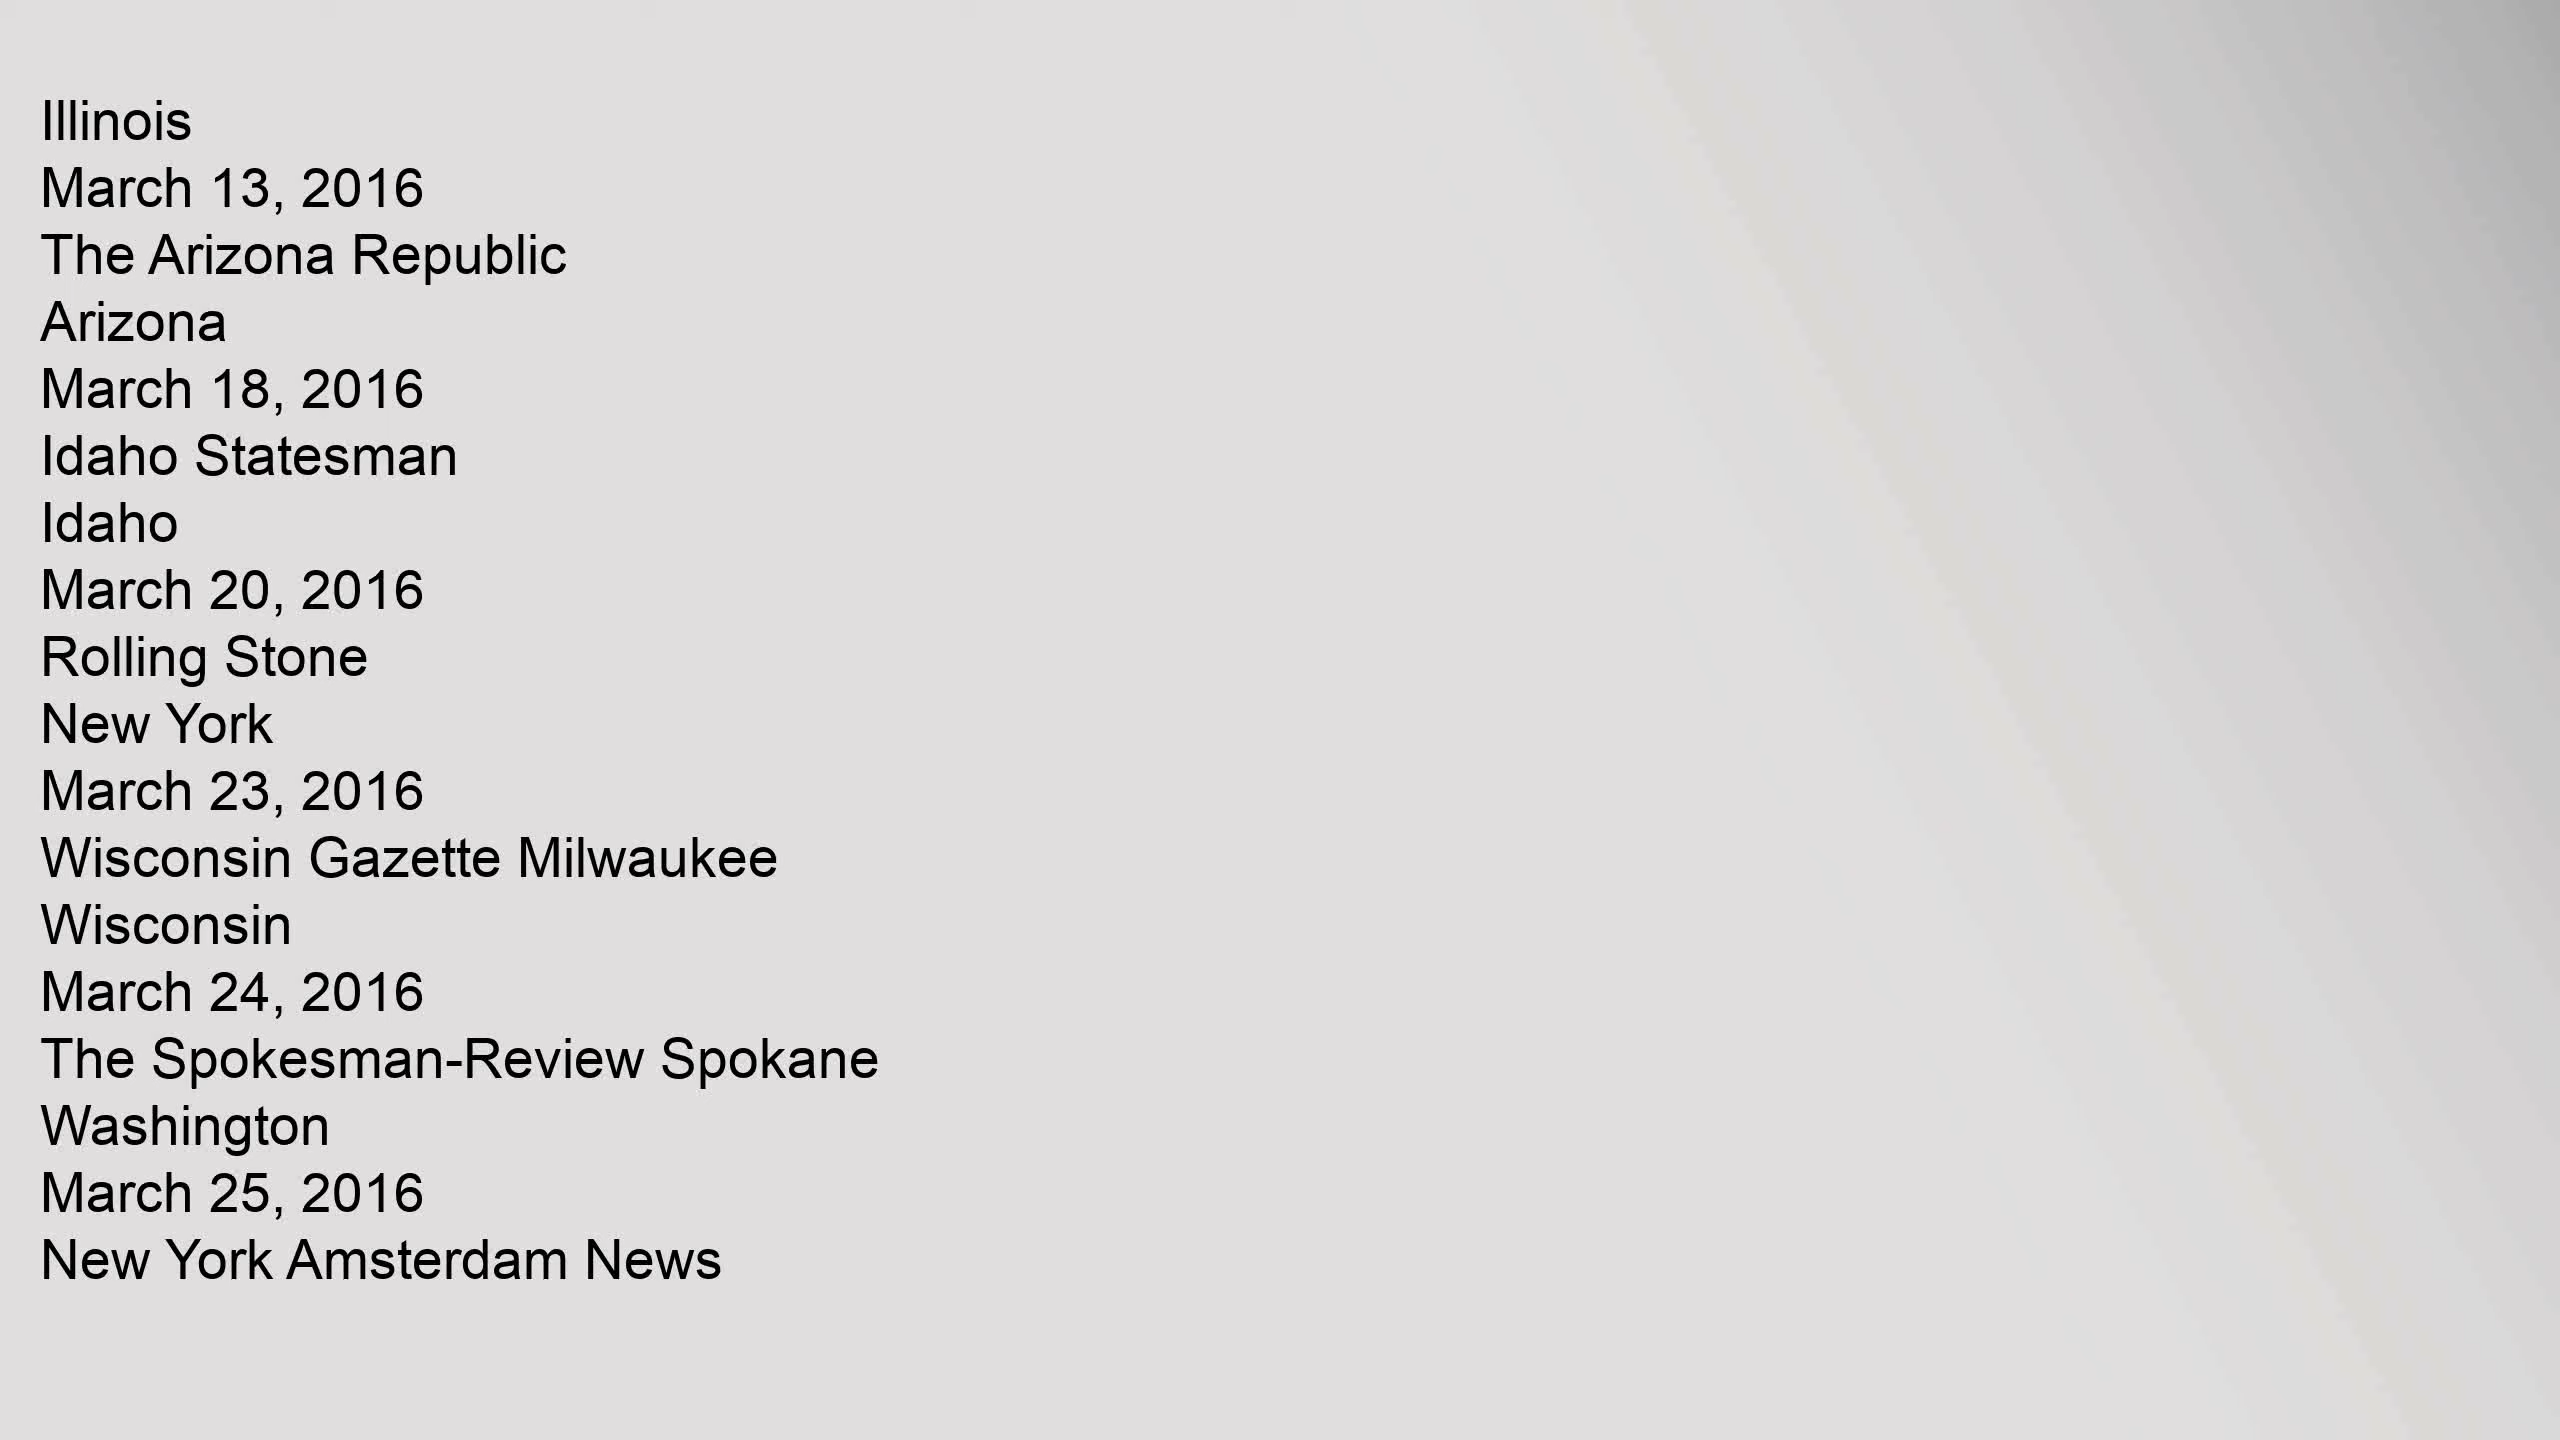 Illinois
March 13, 2016
The Arizona Republic
Arizona
March 18, 2016
Idaho Statesman
Idaho
March 20, 2016
Rolling Stone
New York
March 23, 2016
Wisconsin Gazette Milwaukee
Wisconsin
March 24, 2016
The Spokesman-Review Spokane
Washington
March 25, 2016
New York Amsterdam News